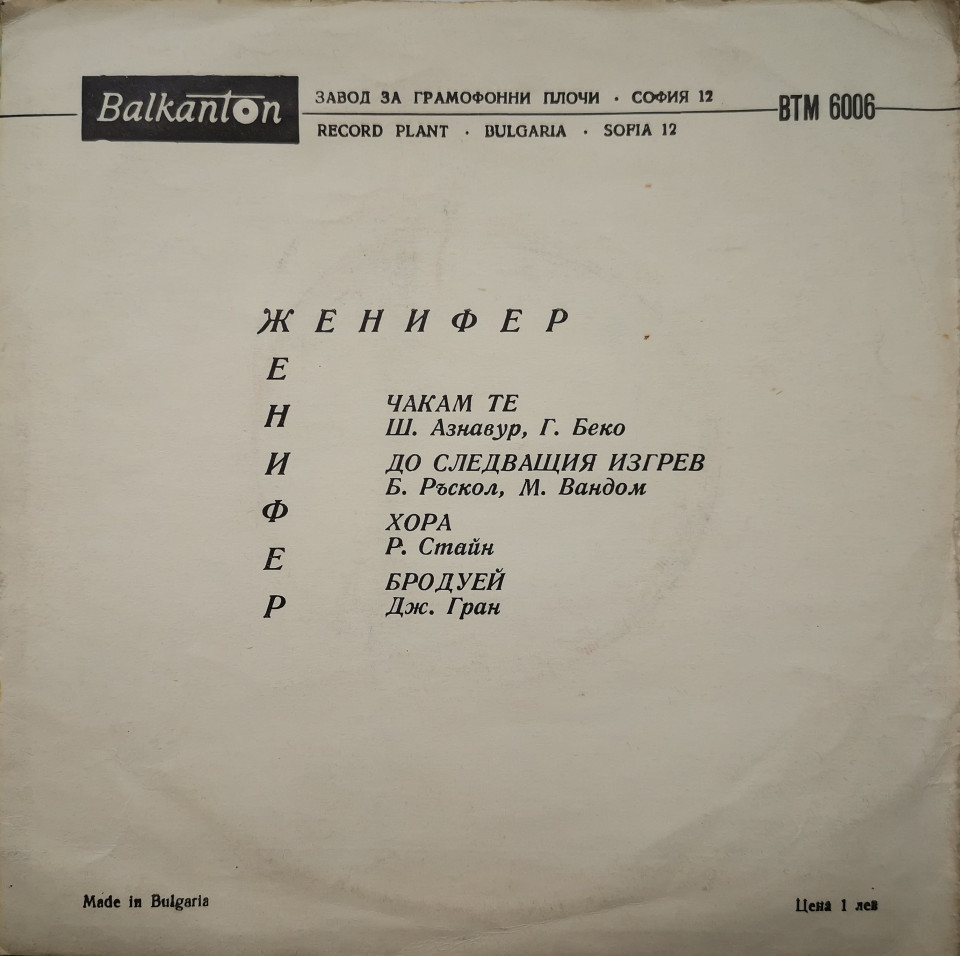 Balkanton
ЗАВОД ЗА ГРАМОФОННИ ПЛОЧИ · СОФИЯ 12
RECORD PLANT · BULGARIA · SOFIA 12
ВТМ 6006
ЖЕНИФЕР
Е
Н
И
Ф
Е
Р
ЧАКАМ ТЕ
Ш. Азнавур, Г. Беко
ДО СЛЕДВАЩИЯ ИЗГРЕВ
Б. Ръскол, М. Вандом
ХОРА
Р. Стайн
БРОДУЕЙ
Дж. Гран
Made in Bulgaria
Цена 1 лев